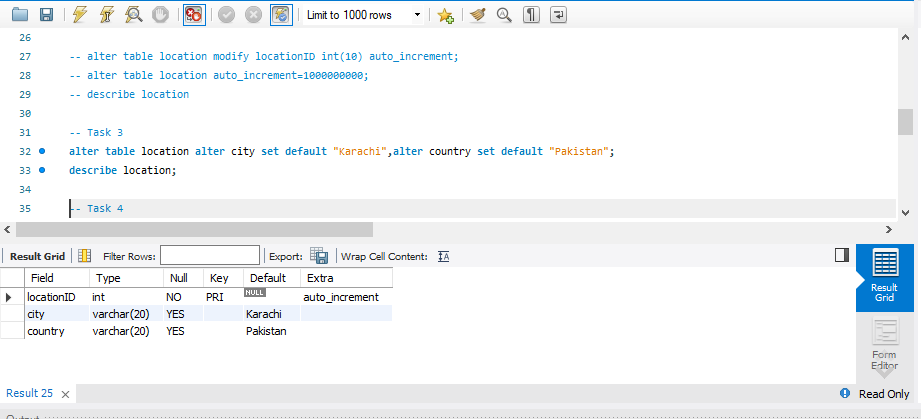 Limit to 1000 rows
26
27 -- alter table location modify locationID int(10) auto_increment;
28 -- alter table location auto_increment=1000000000;
29 -- describe location
30
31 -- Task 3
32 alter table location alter city set default "Karachi",alter country set default "Pakistan";
33 describe location;
34
35 -- Task 4
Result Grid Filter Rows: Export: Wrap Cell Content: IA
Field Type Null Key Default Extra
locationID int NO PRI NULL auto_increment
city varchar(20) YES Karachi
country varchar(20) YES Pakistan
Result
Grid
Form
Editor
Result 25 Read Only
Output